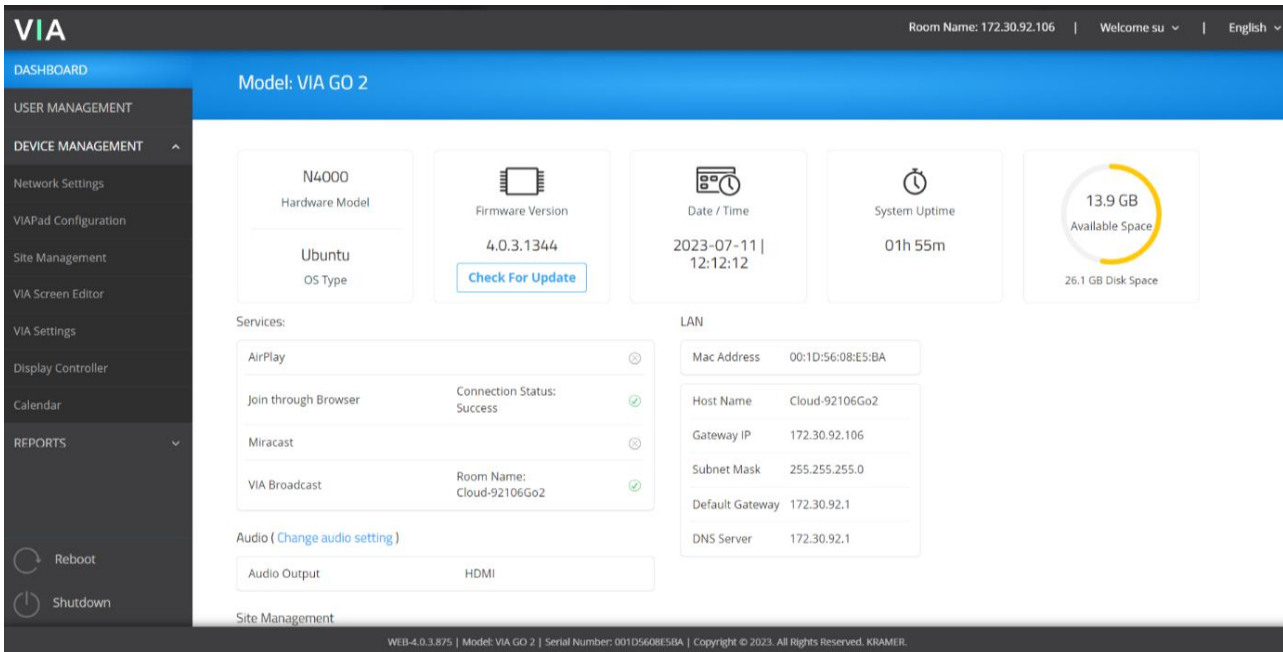 VIA
Room Name: 172.30.92.106 | Welcome su | English
DASHBOARD
USER MANAGEMENT
DEVICE MANAGEMENT
Network Settings
VIAPad Configuration
Site Management
VIA Screen Editor
VIA Settings
Display Controller
Calendar
REPORTS
Reboot
Shutdown
Model: VIA GO 2
N4000
Hardware Model
Ubuntu
OS Type
Firmware Version
4.0.3.1344
Check For Update
Date / Time
2023-07-11|
12:12:12
System Uptime
01h 55m
13.9 GB
Available Space
26.1 GB Disk Space
Services:
AirPlay
Join through Browser
Connection Status:
Success
Miracast
VIA Broadcast
Room Name:
Cloud-92106Go2
Audio ( Change audio setting )
Audio Output HDMI
Site Management
LAN
Mac Address 00:1D:56:08:E5:BA
Host Name Cloud-92106Go2
Gateway IP 172.30.92.106
Subnet Mask 255.255.255.0
Default Gateway 172.30.92.1
DNS Server 172.30.92.1
WEB-4.0.3.875 | Model: VIA GO 2 | Serial Number: 001D5608E5BA | Copyright © 2023. All Rights Reserved. KRAMER.